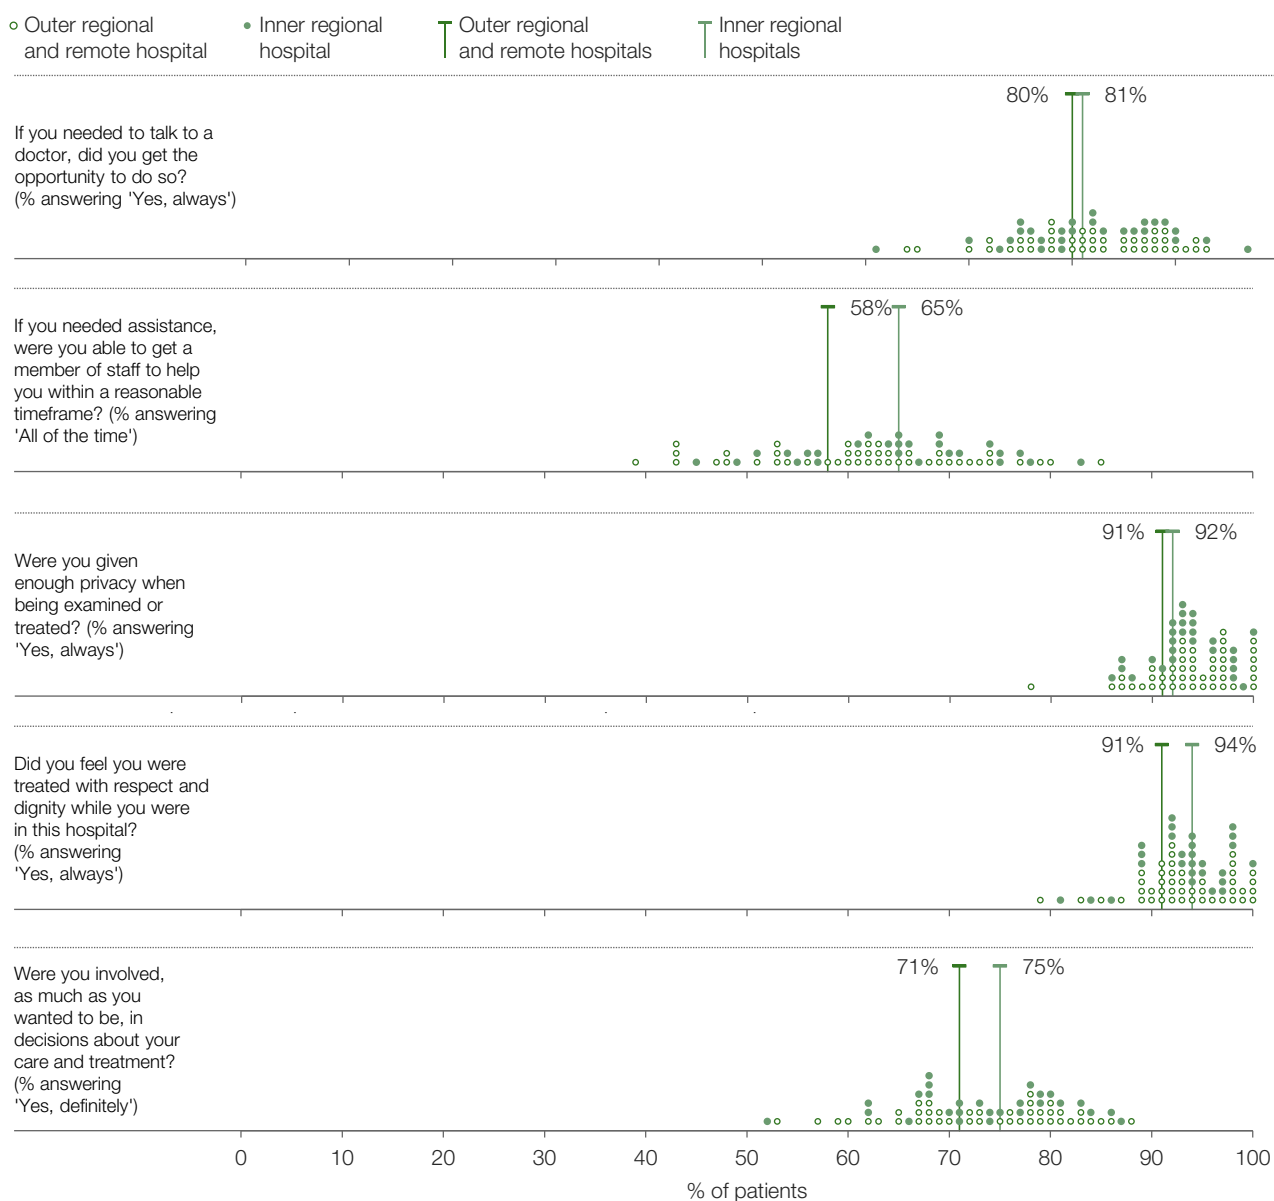 Outer regional
and remote hospital
Inner regional
hospital
Outer regional
and remote hospitals
Inner regional
hospitals
80% 81%
If you needed to talk to a
doctor, did you get the
opportunity to do so?
(% answering 'Yes, always')
58% 65%
If you needed assistance,
were you able to get a
member of staff to help
you within a reasonable
timeframe? (% answering
'All of the time')
91% 92%
Were you given
enough privacy when
being examined or
treated? (% answering
'Yes, always')
91% 94%
Did you feel you were
treated with respect and
dignity while you were
in this hospital?
(% answering
'Yes, always')
71% 75%
Were you involved,
as much as you
wanted to be, in
decisions about your
care and treatment?
(% answering
'Yes, definitely')
0 10 20 30 40 50 60 70 80 90 100
% of patients